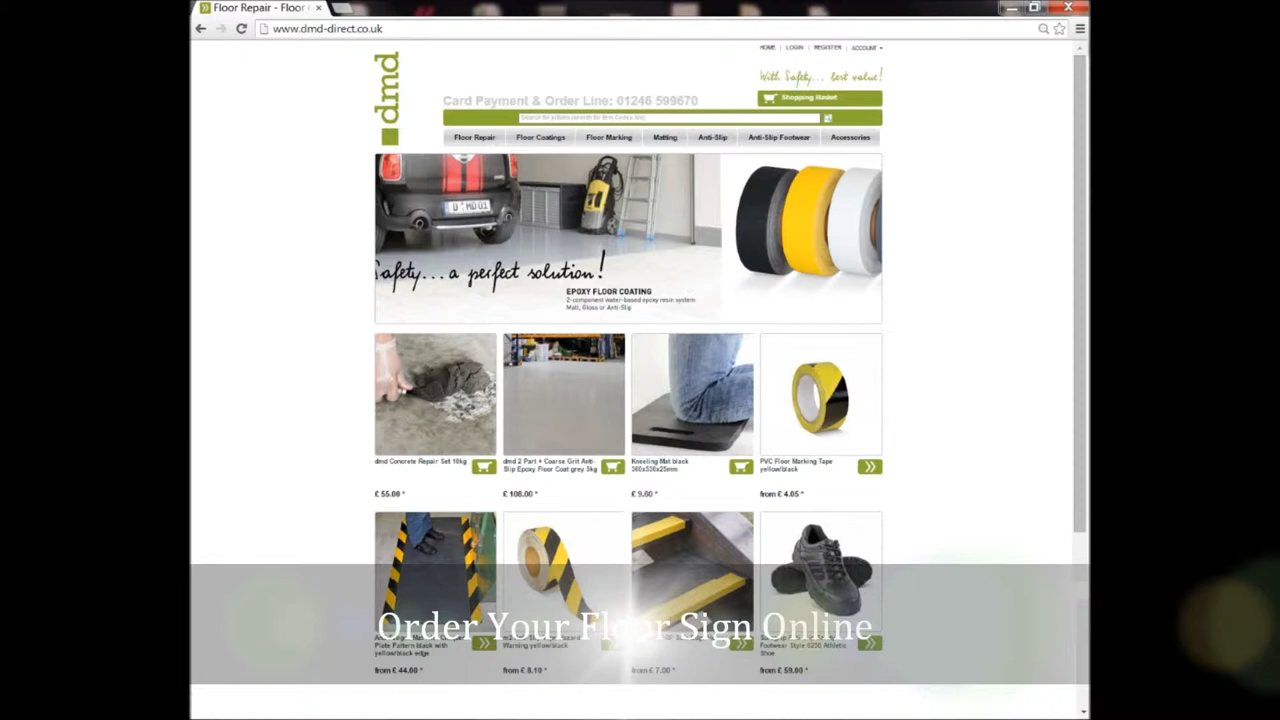 Floor Repair - Floor
www.dmd-direct.co.uk
HOME | LOGIN | REGISTER | ACCOUNT
dmd
With Safety... best value!
Card Payment & Order Line: 01246 599670
Shopping Basket
Floor Repair
Floor Coatings
Floor Marking
Matting
Anti-Slip
Anti-Slip Footwear
Accessories
D MD 01
Safety... a perfect solution!
EPOXY FLOOR COATING
2-component water-based epoxy resin system
Matt, Gloss or Anti-Slip
dmd Concrete Repair Set 10kg
£ 55.00 *
dmd 2 Part + Coarse Grit Anti-
Slip Epoxy Floor Coat grey 5kg
£ 108.00 *
Kneeling Mat black
from £ 4.05 *
PVC Floor Marking Tape
yellow/black
Order Your Floor Sign Online
Plate Pattern black with
yellow/black edge
from £ 44.00 *
Warning yellow/black
from £ 8.10 *
from £ 7.00 *
Footwear Style 6250 Athletic
Shoe
from £ 59.00 *